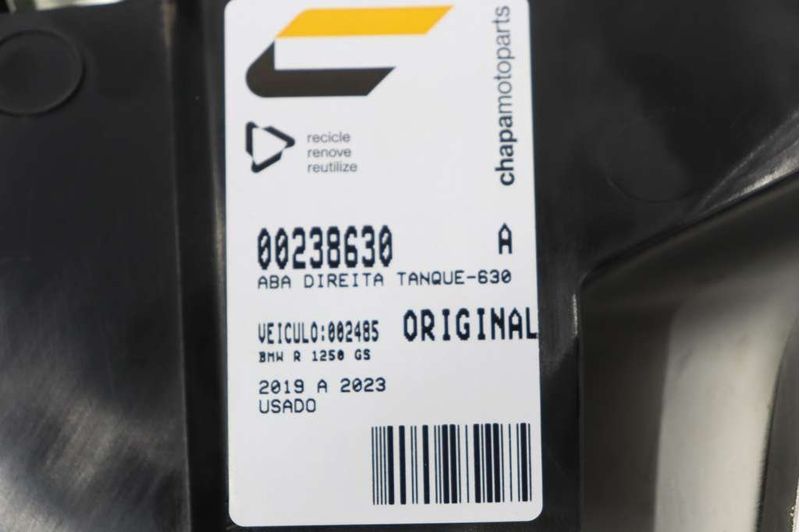 chapamotoparts
recicle
renove
reutilize
00238630 A
ABA DIREITA TANQUE-630
VEICULO:002485 ORIGINAL
BMW R 1250 GS
2019 A 2023
USADO